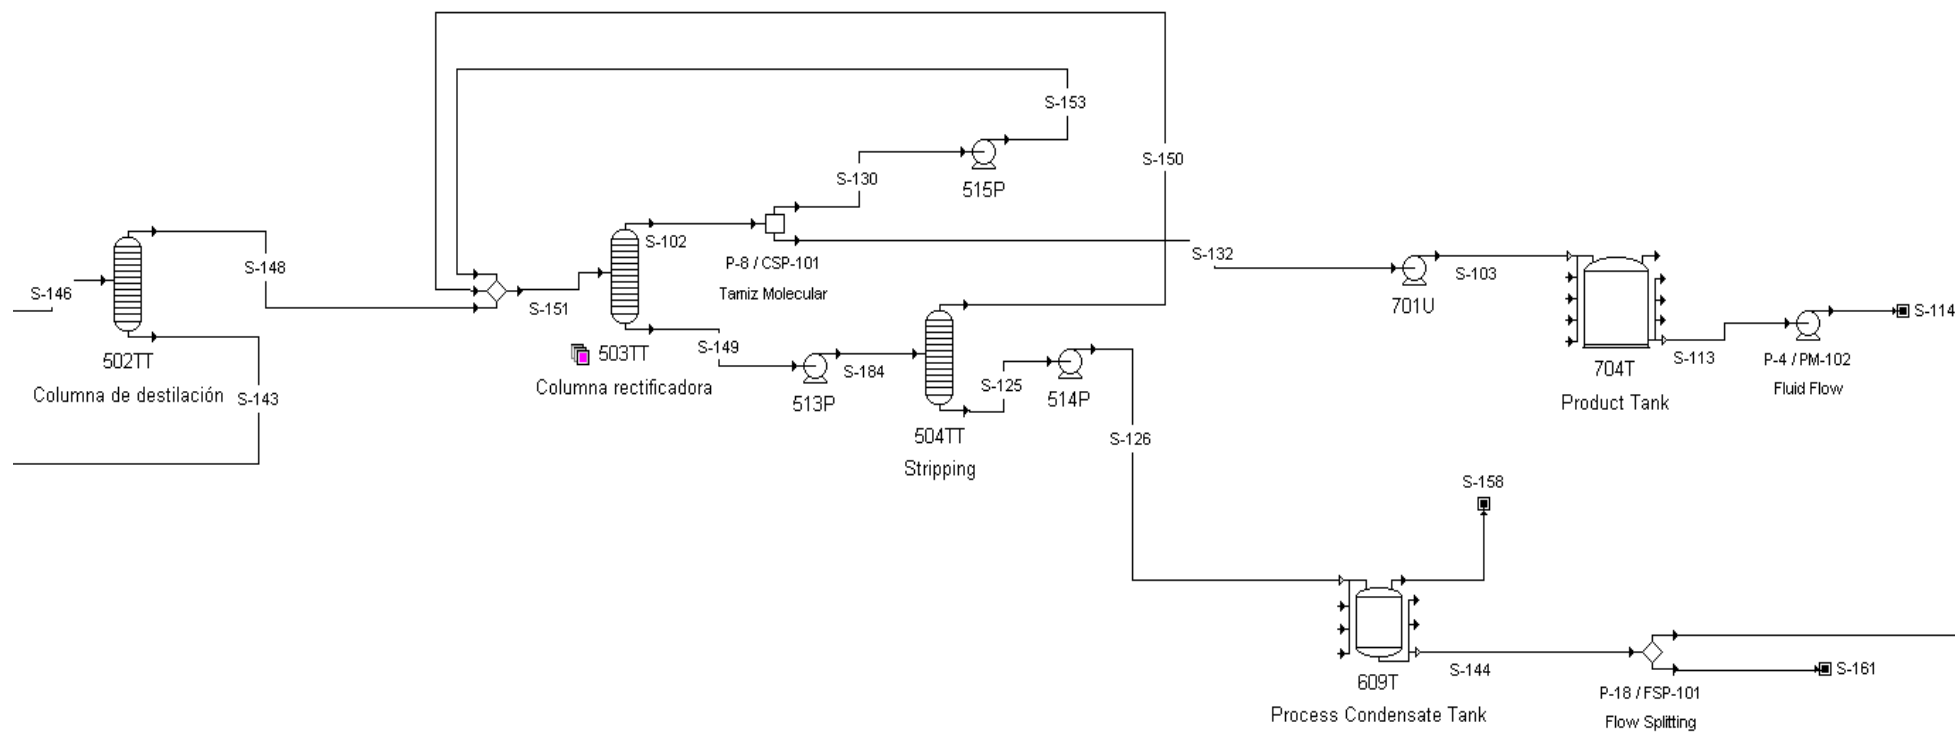 S-153
S-150
S-130
515P
S-148
S-102
S-132
P-8 / CSP-101
Tamiz Molecular
S-103
S-146
S-151
701U
S-114
502TT
Columna de destilación
S-143
503TT
Columna rectificadora
S-149
513P
S-184
S-125
514P
504TT
Stripping
S-126
704T
Product Tank
S-113
P-4 / PM-102
Fluid Flow
S-158
609T
Process Condensate Tank
S-144
P-18 / FSP-101
Flow Splitting
S-161